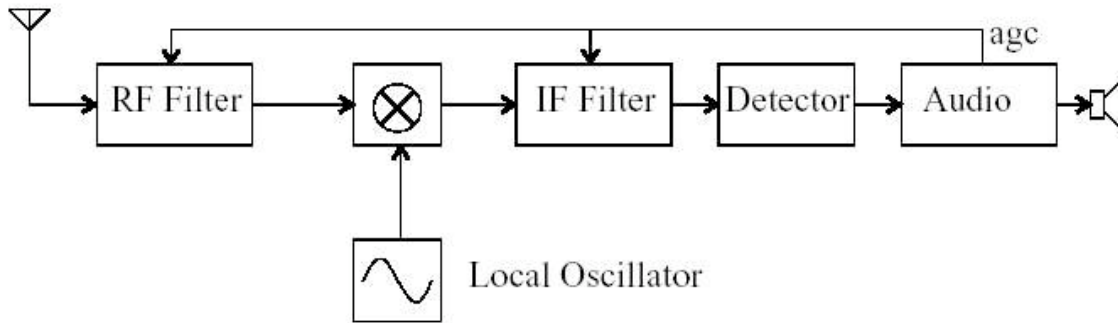 agc
RF Filter
IF Filter
Detector
Audio
Local Oscillator